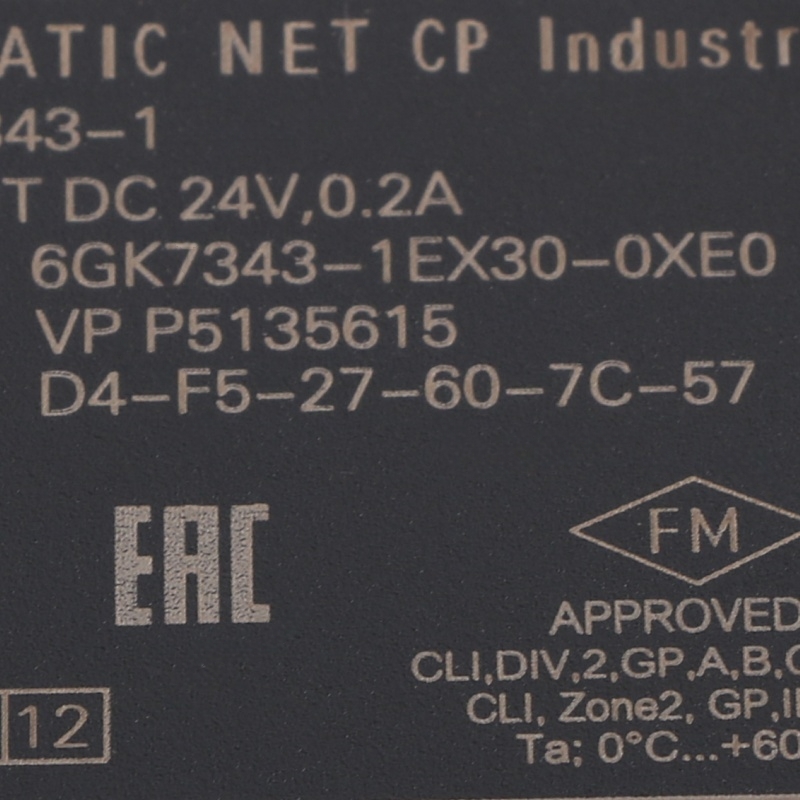 ATIC NET CP Industr
343-1
T DC 24V,0.2A
6GK7343-1EX30-0XE0
VP P5135615
D4-F5-27-60-7C-57
EAC
FM
APPROVED
CLI,DIV,2,GP,A,B,C
CLI, Zone2, GP,II
Ta; 0°C...+60
12